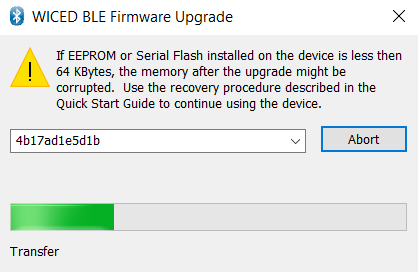 WICED BLE Firmware Upgrade
If EEPROM or Serial Flash installed on the device is less then
64 KBytes, the memory after the upgrade might be
corrupted.  Use the recovery procedure described in the
Quick Start Guide to continue using the device.
4b17ad1e5d1b
Abort
Transfer